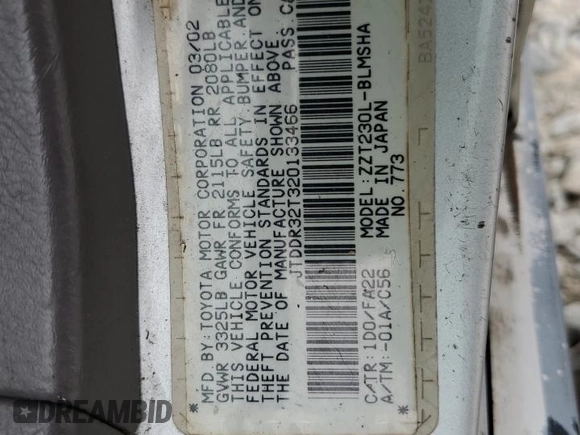 MFD. BY: TOYOTA MOTOR CORPORATION 03/02
GVWR 3325LB GAWR FR 2115LB RR 2080LB
THIS VEHICLE CONFORMS TO ALL APPLICABLE
FEDERAL MOTOR VEHICLE SAFETY, BUMPER, AND
THEFT PREVENTION STANDARDS IN EFFECT ON
THE DATE OF MANUFACTURE SHOWN ABOVE.
* JTDDR32T320133466 * PASS. CA
C/TR: 1D0/FA22 MODEL: ZZT230L-BLMSHA
A/TM: -01A/C56 MADE IN JAPAN
NO. 773
BA524
DREAMBID